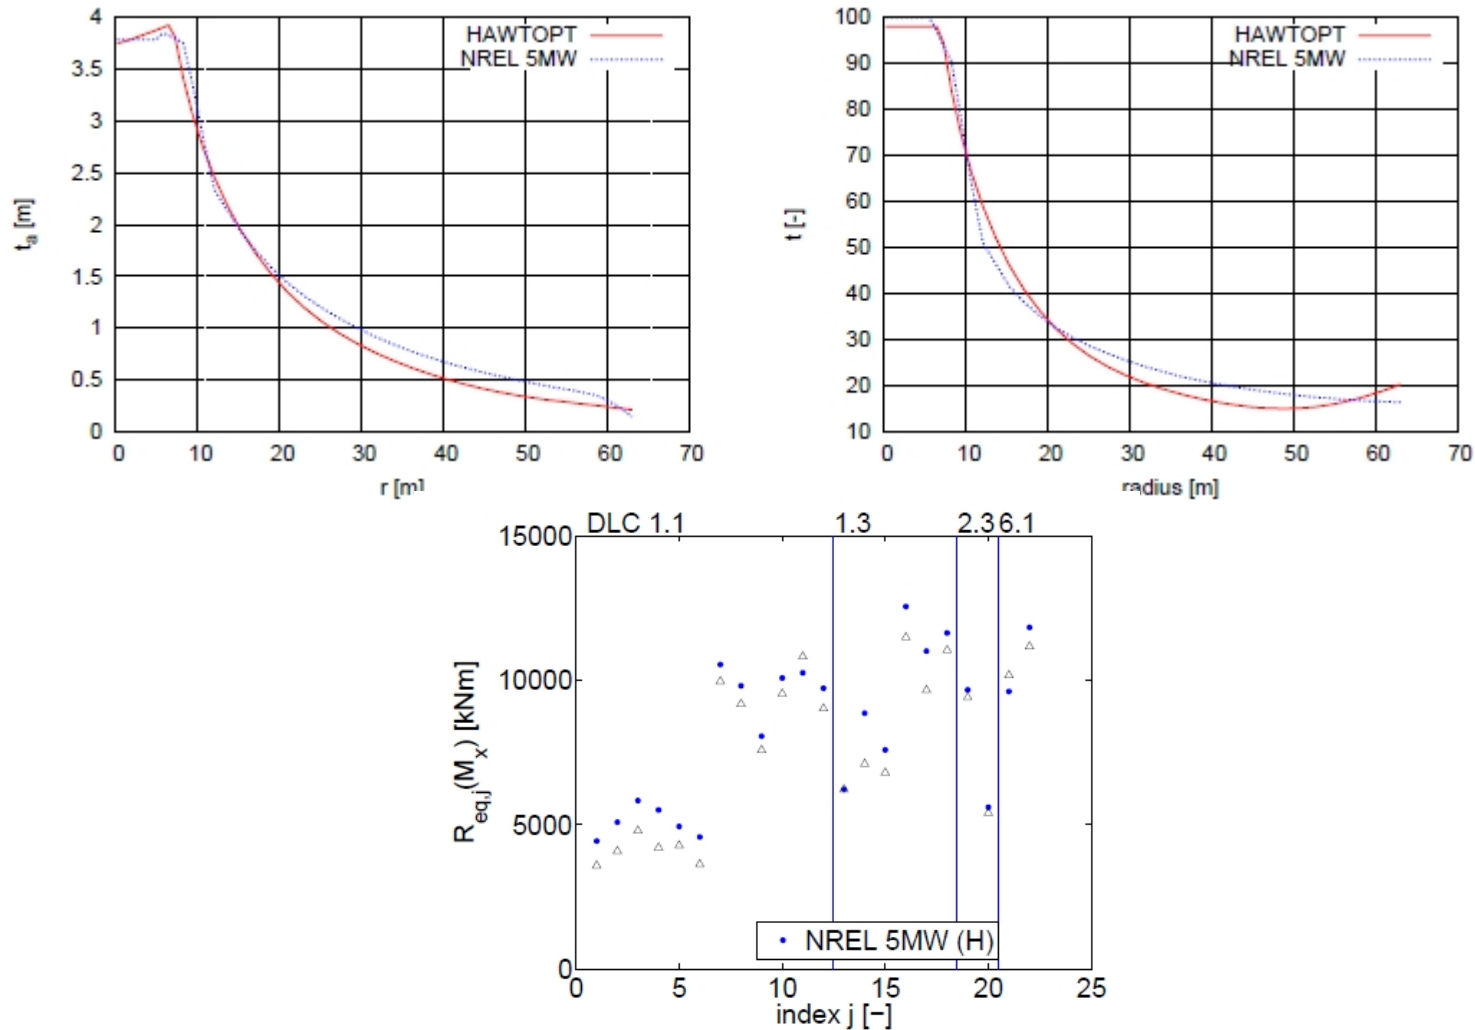 4
3.5
3
2.5
2
1.5
1
0.5
0
HAWTOPT
NREL 5MW
t_a [m]
0 10 20 30 40 50 60 70
r [m]
100
90
80
70
60
50
40
30
20
10
HAWTOPT
NREL 5MW
t [-]
0 10 20 30 40 50 60 70
radius [m]
DLC 1.1 1.3 2.3 6.1
15000
10000
5000
0
R_eq,j(M_x) [kNm]
NREL 5MW (H)
0 5 10 15 20 25
index j [−]